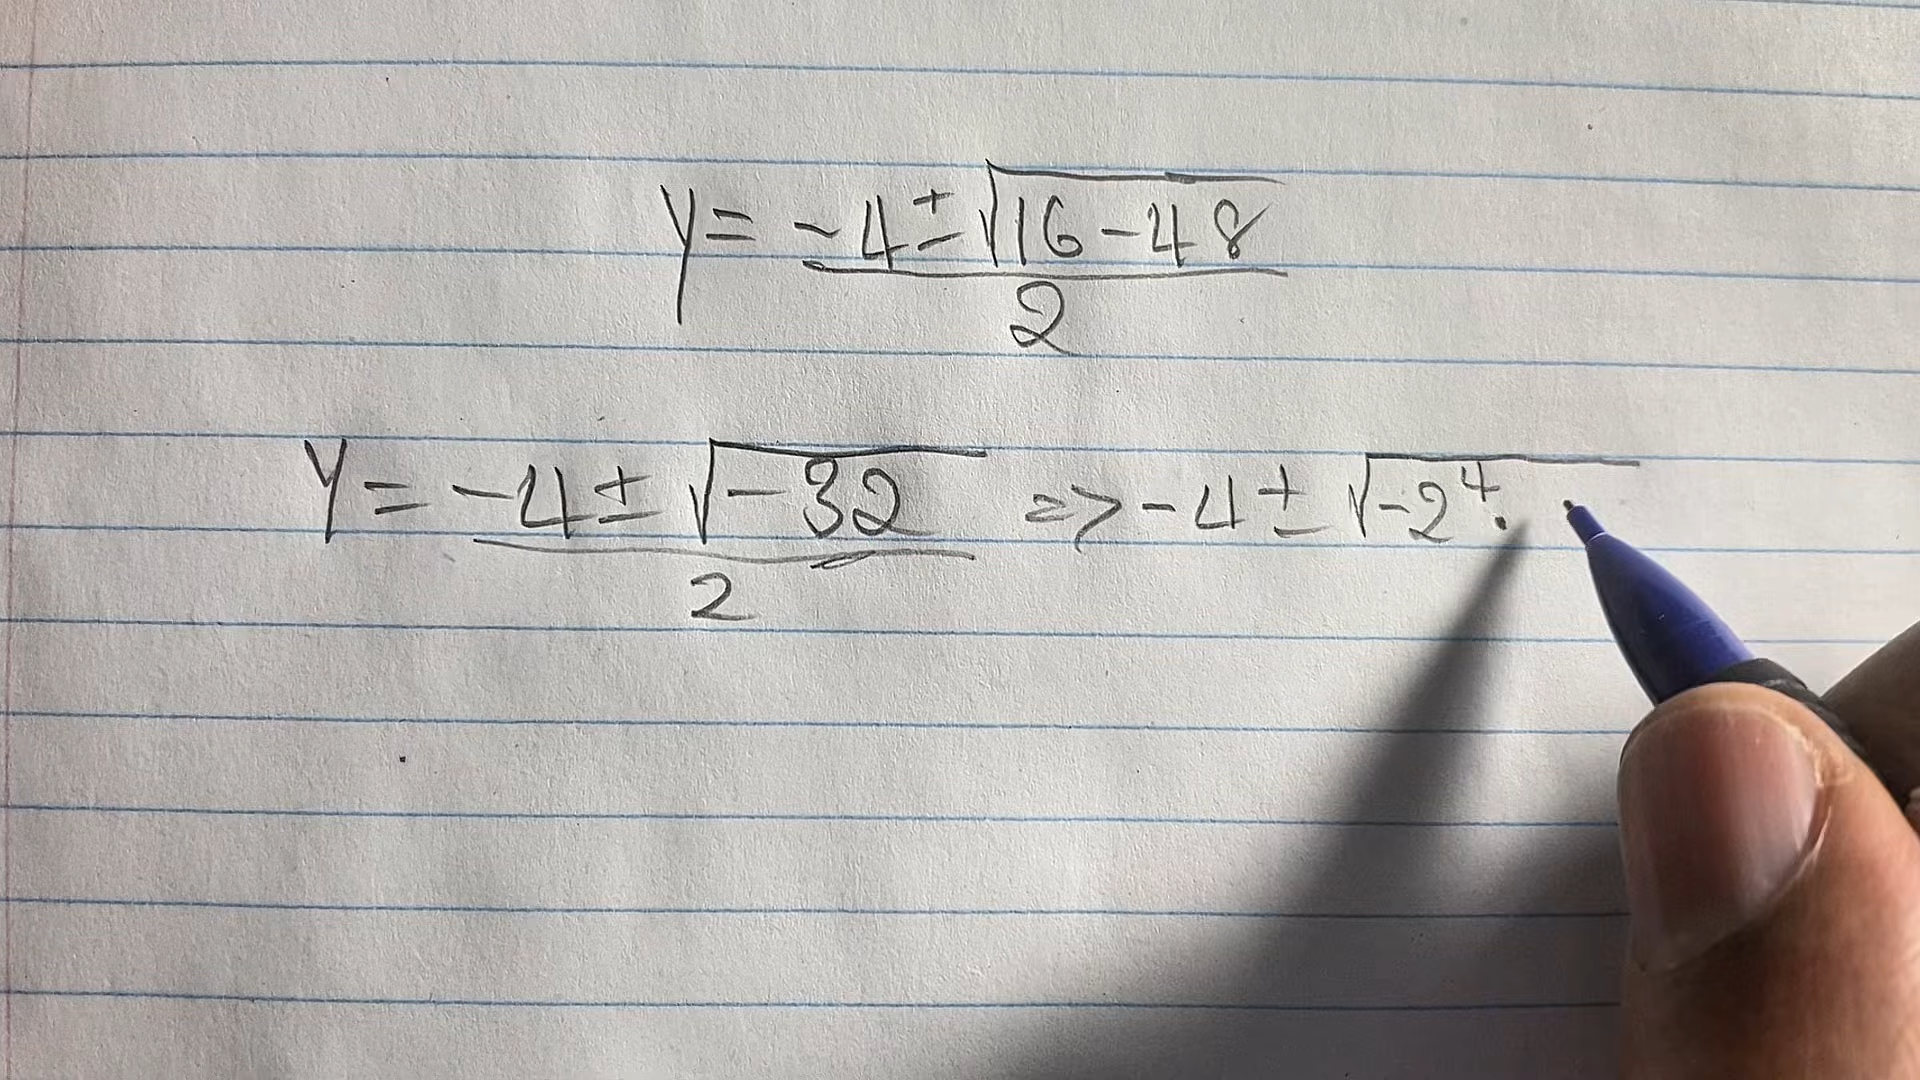 y = -4 ± √16 - 48
2
y = -4 ± √-32 => -4 ± √-2⁴.
2